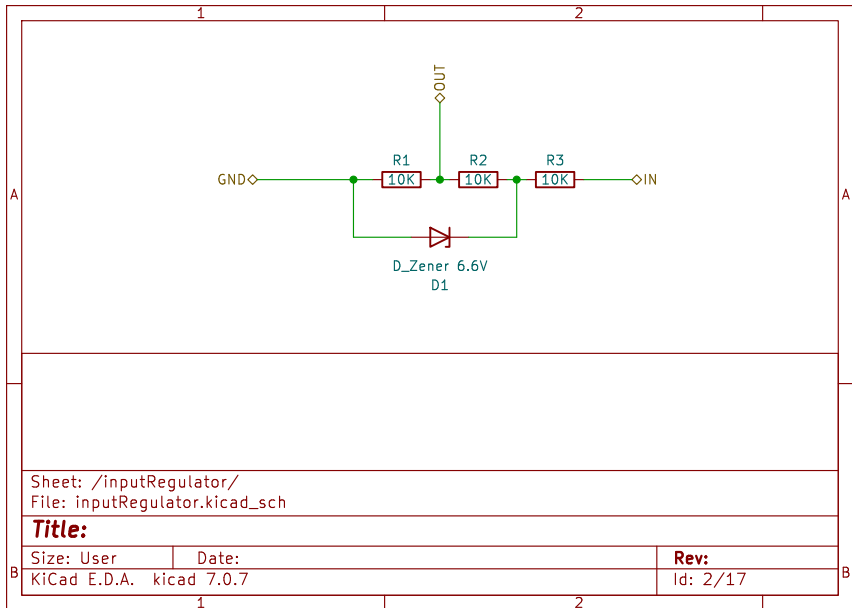 1 2
OUT
R1 R2 R3
GND 10K 10K 10K IN
A A
D_Zener 6.6V
D1
Sheet: /inputRegulator/
File: inputRegulator.kicad_sch
Title:
Size: User Date: Rev:
B B
KiCad E.D.A. kicad 7.0.7 Id: 2/17
1 2